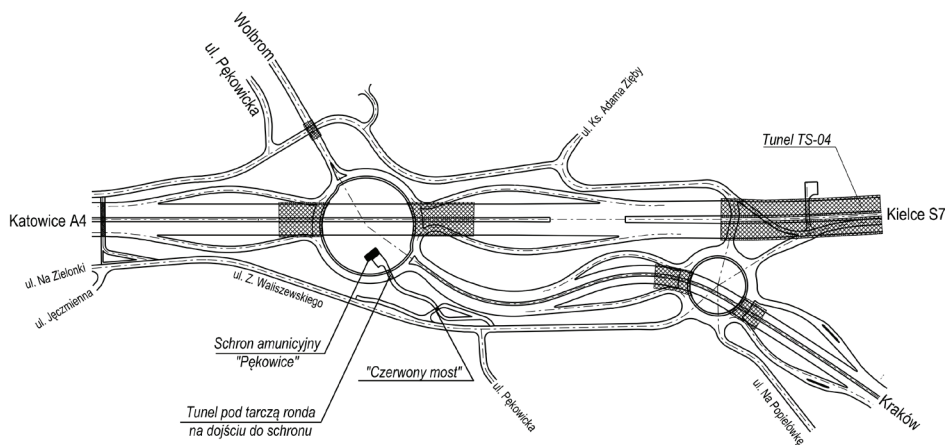 Wolbrom
ul. Pękowicka
ul. Ks. Adama Zięby
Tunel TS-04
Katowice A4
Kielce S7
ul. Na Zielonki
ul. Jęczmienna
ul. Z. Waliszewskiego
Schron amunicyjny
"Pękowice"
"Czerwony most"
Tunel pod tarczą ronda
na dojściu do schronu
ul. Pękowicka
ul. Na Popielówkę
Kraków